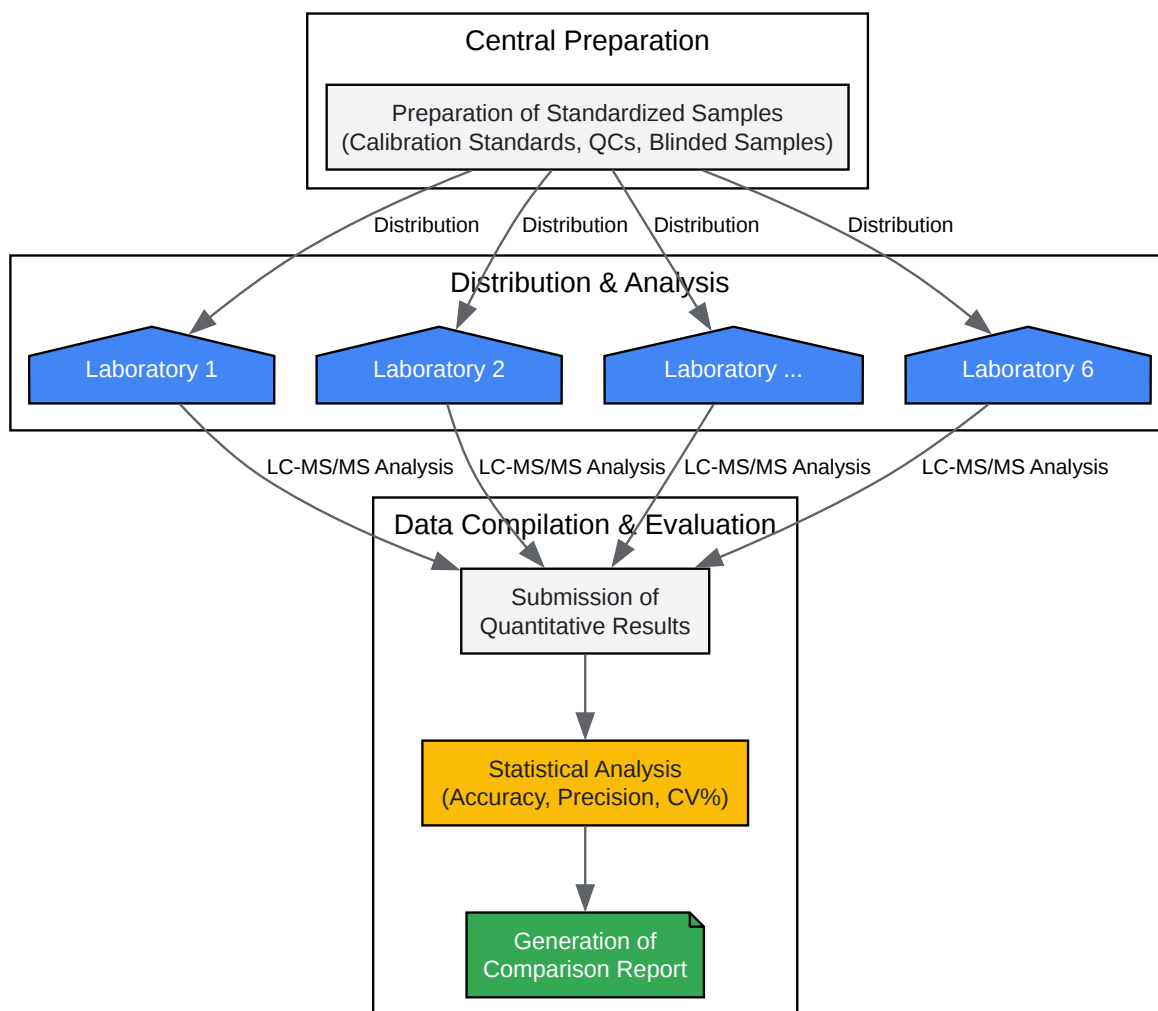 Central Preparation
Preparation of Standardized Samples
(Calibration Standards, QCs, Blinded Samples)
Distribution
Distribution
Distribution
Distribution
Distribution & Analysis
Laboratory 1
Laboratory 2
Laboratory ...
Laboratory 6
LC-MS/MS Analysis
LC-MS/MS Analysis
LC-MS/MS Analysis
LC-MS/MS Analysis
Data Compilation & Evaluation
Submission of
Quantitative Results
Statistical Analysis
(Accuracy, Precision, CV%)
Generation of
Comparison Report